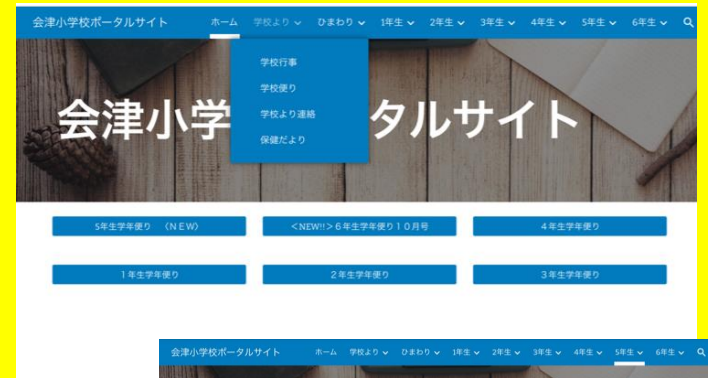 会津小学校ポータルサイト ホーム 学校より ひまわり 1年生 2年生 3年生 4年生 5年生 6年生
学校行事
学校便り
学校より連絡
保健だより
会津小学 タルサイト
5年生学年便り （NEW） <NEW!!>６年生学年便り１０月号 ４年生学年便り
１年生学年便り ２年生学年便り ３年生学年便り
会津小学校ポータルサイト ホーム 学校より ひまわり 1年生 2年生 3年生 4年生 5年生 6年生